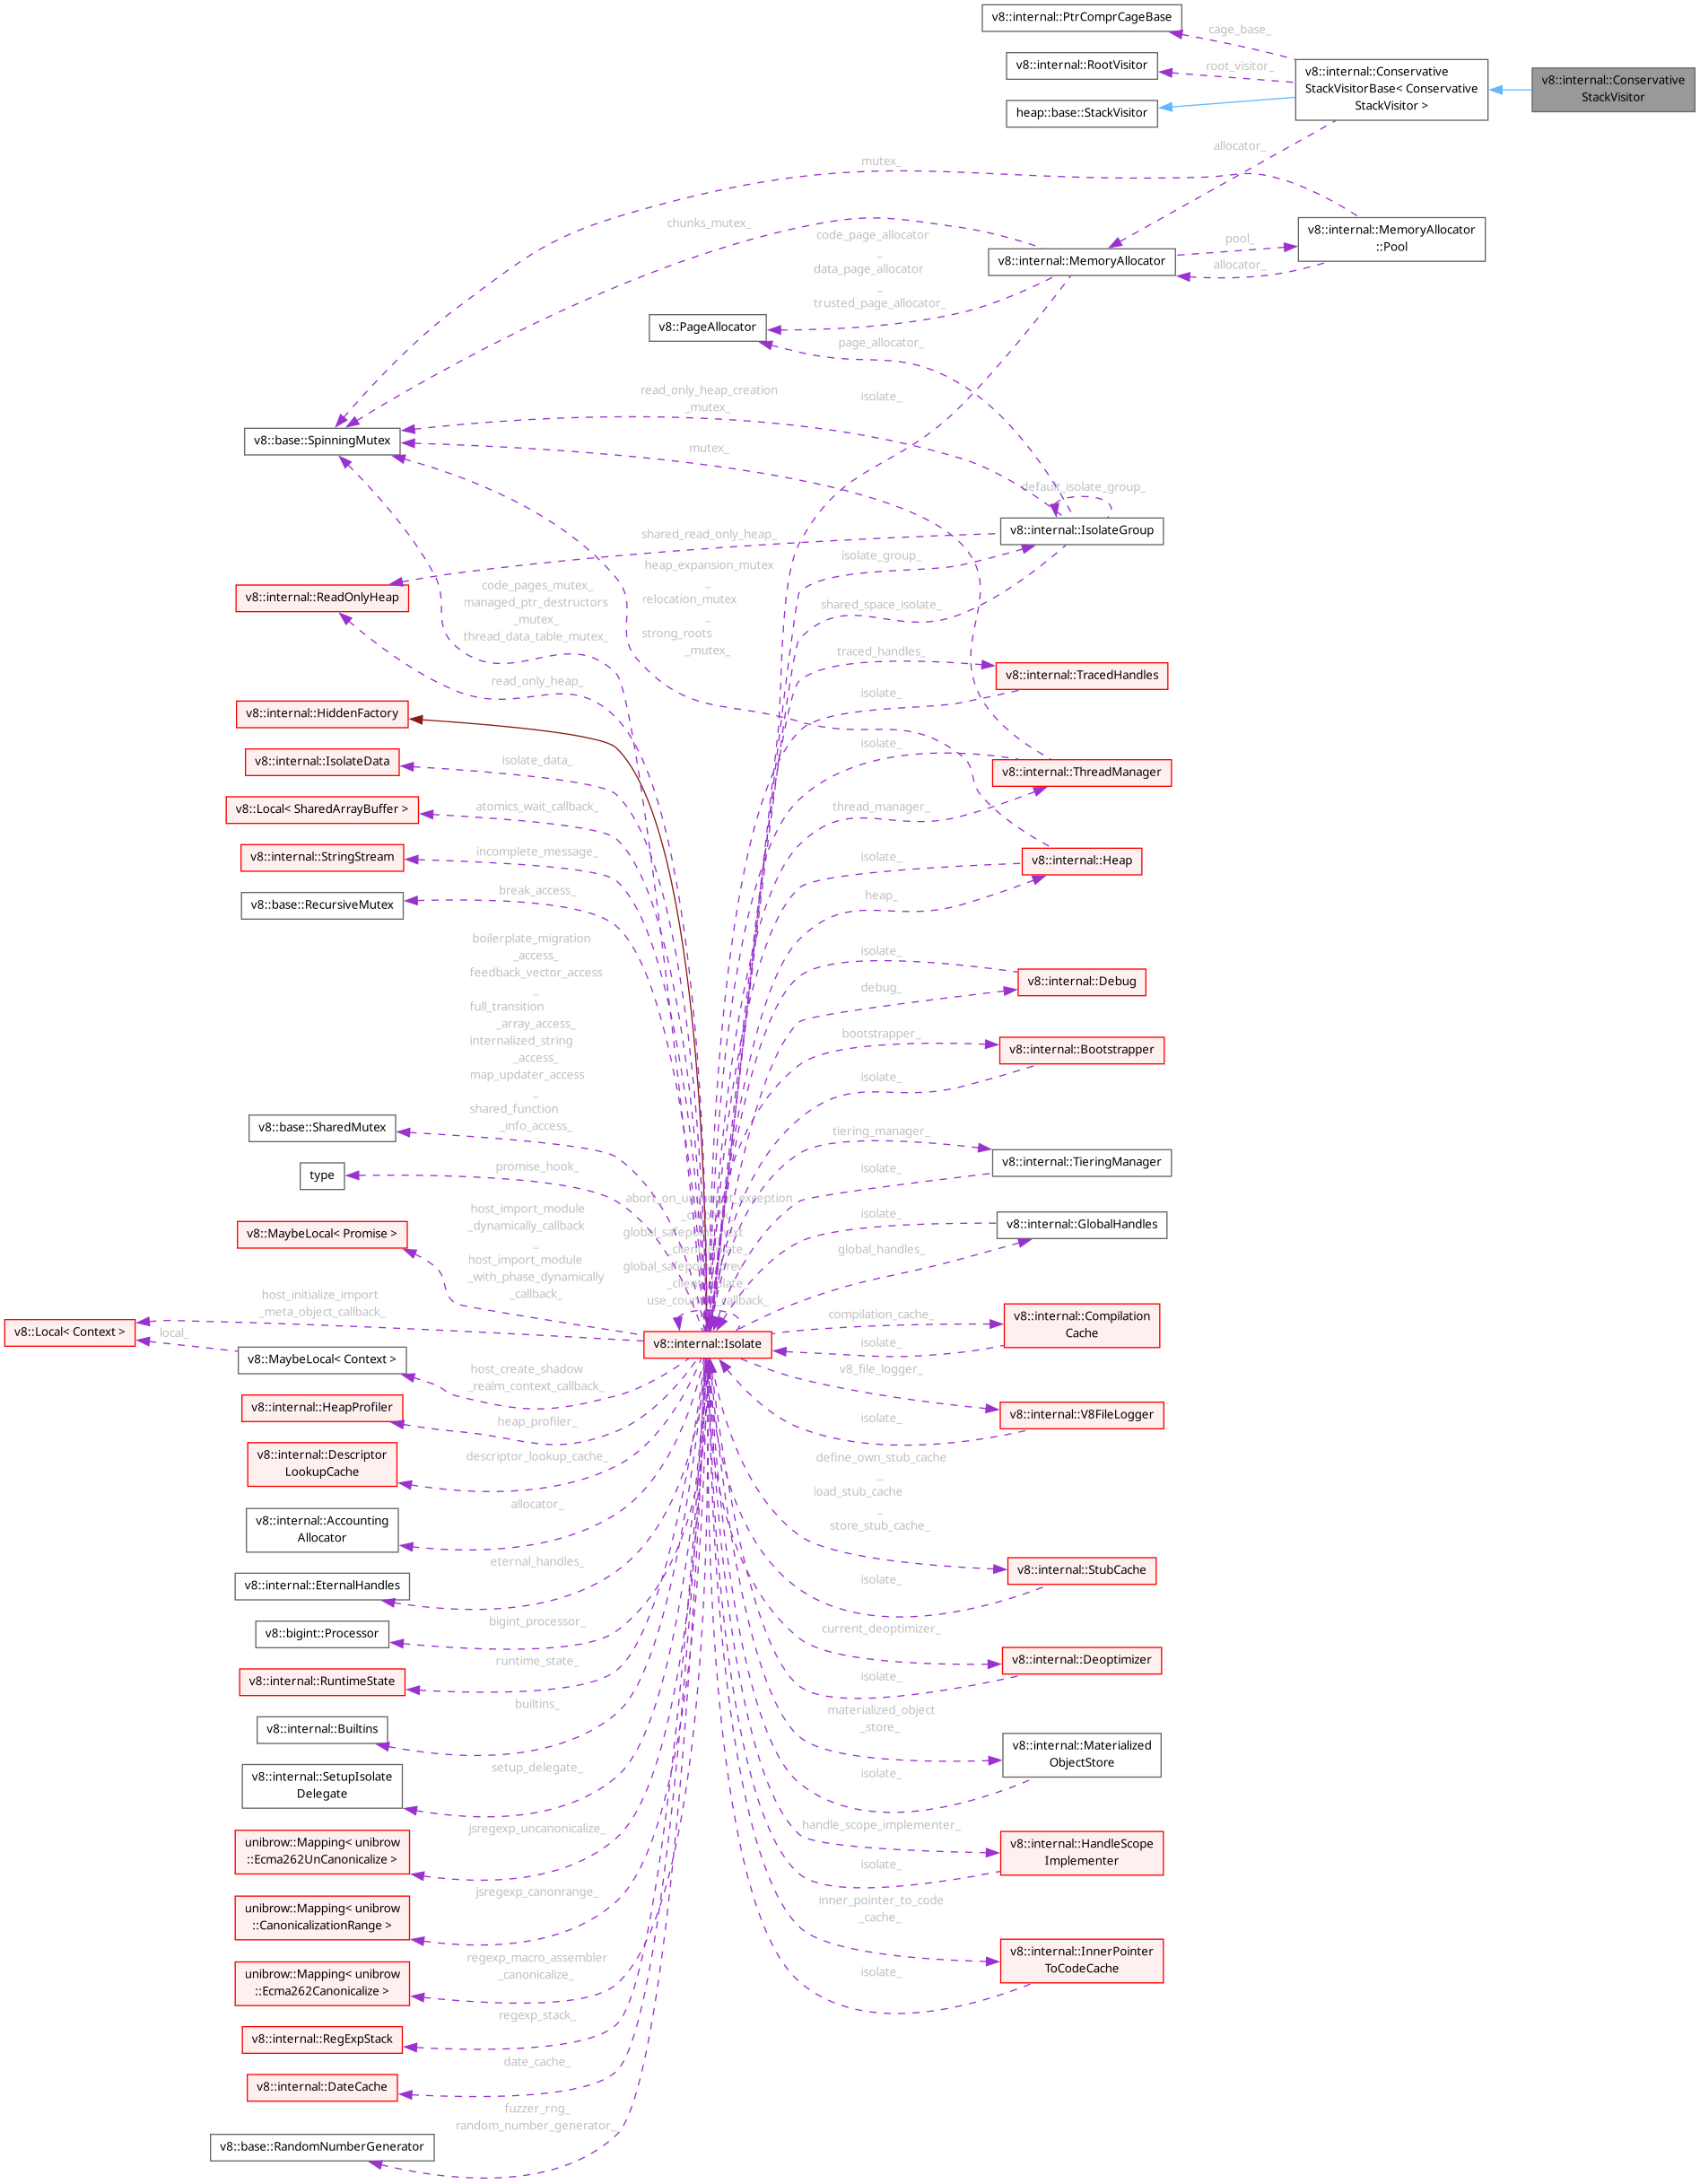 v8::internal::PtrComprCageBase
cage_base_
v8::internal::RootVisitor
root_visitor_
v8::internal::Conservative
StackVisitorBase< Conservative
StackVisitor >
v8::internal::Conservative
StackVisitor
heap::base::StackVisitor
allocator_
mutex_
chunks_mutex_
code_page_allocator
_
data_page_allocator
_
trusted_page_allocator_
v8::internal::MemoryAllocator
pool_
allocator_
v8::internal::MemoryAllocator
::Pool
v8::PageAllocator
page_allocator_
read_only_heap_creation
_mutex_
isolate_
v8::base::SpinningMutex
mutex_
default_isolate_group_
v8::internal::IsolateGroup
shared_read_only_heap_
isolate_group_
heap_expansion_mutex
_
relocation_mutex
_
strong_roots
_mutex_
v8::internal::ReadOnlyHeap
code_pages_mutex_
managed_ptr_destructors
_mutex_
thread_data_table_mutex_
shared_space_isolate_
traced_handles_
v8::internal::TracedHandles
read_only_heap_
isolate_
v8::internal::HiddenFactory
isolate_
v8::internal::IsolateData
isolate_data_
v8::internal::ThreadManager
v8::Local< SharedArrayBuffer >
atomics_wait_callback_
thread_manager_
v8::internal::StringStream
incomplete_message_
isolate_
v8::internal::Heap
v8::base::RecursiveMutex
break_access_
heap_
boilerplate_migration
_access_
feedback_vector_access
_
full_transition
_array_access_
internalized_string
_access_
map_updater_access
_
shared_function
_info_access_
isolate_
debug_
v8::internal::Debug
bootstrapper_
v8::internal::Bootstrapper
isolate_
v8::base::SharedMutex
tiering_manager_
type
promise_hook_
isolate_
v8::internal::TieringManager
abort_on_uncaught_exception
_callback_
global_safepoint_next
_client_isolate_
global_safepoint_prev
_client_isolate_
use_counter_callback_
v8::MaybeLocal< Promise >
host_import_module
_dynamically_callback
_
host_import_module
_with_phase_dynamically
_callback_
isolate_
v8::internal::GlobalHandles
global_handles_
host_initialize_import
_meta_object_callback_
v8::Local< Context >
local_
v8::MaybeLocal< Context >
v8::internal::Isolate
compilation_cache_
isolate_
v8::internal::Compilation
Cache
host_create_shadow
_realm_context_callback_
v8_file_logger_
v8::internal::HeapProfiler
heap_profiler_
isolate_
v8::internal::V8FileLogger
v8::internal::Descriptor
LookupCache
descriptor_lookup_cache_
define_own_stub_cache
_
load_stub_cache
_
store_stub_cache_
v8::internal::Accounting
Allocator
allocator_
v8::internal::EternalHandles
eternal_handles_
isolate_
v8::internal::StubCache
v8::bigint::Processor
bigint_processor_
current_deoptimizer_
v8::internal::RuntimeState
runtime_state_
isolate_
v8::internal::Deoptimizer
v8::internal::Builtins
builtins_
materialized_object
_store_
v8::internal::SetupIsolate
Delegate
setup_delegate_
isolate_
v8::internal::Materialized
ObjectStore
unibrow::Mapping< unibrow
::Ecma262UnCanonicalize >
jsregexp_uncanonicalize_
handle_scope_implementer_
isolate_
v8::internal::HandleScope
Implementer
unibrow::Mapping< unibrow
::CanonicalizationRange >
jsregexp_canonrange_
inner_pointer_to_code
_cache_
unibrow::Mapping< unibrow
::Ecma262Canonicalize >
regexp_macro_assembler
_canonicalize_
isolate_
v8::internal::InnerPointer
ToCodeCache
v8::internal::RegExpStack
regexp_stack_
v8::internal::DateCache
date_cache_
fuzzer_rng_
random_number_generator_
v8::base::RandomNumberGenerator